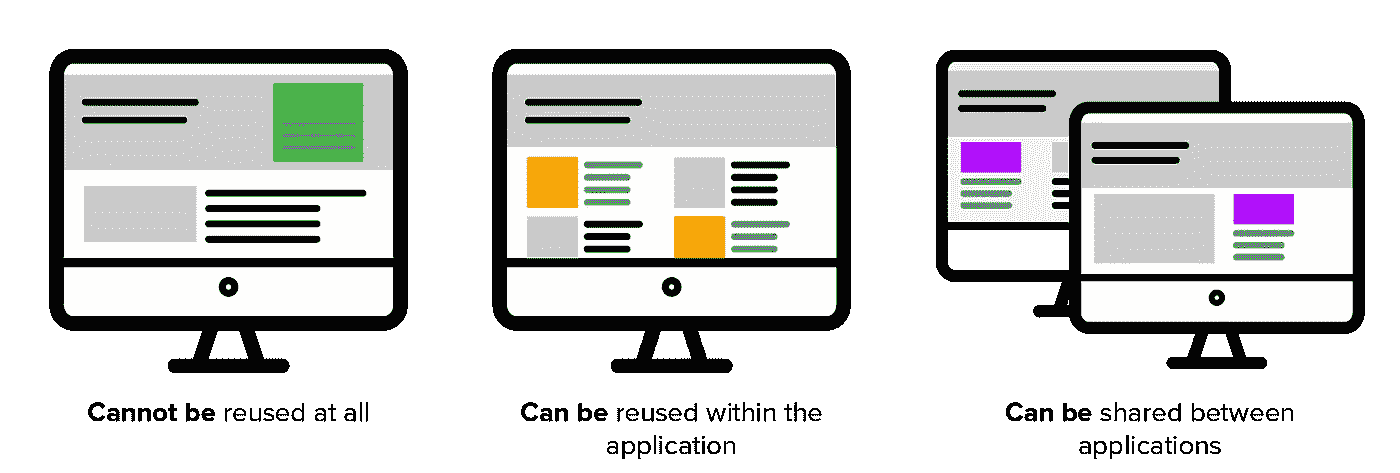 Cannot be reused at all
Can be reused within the
application
Can be shared between
applications